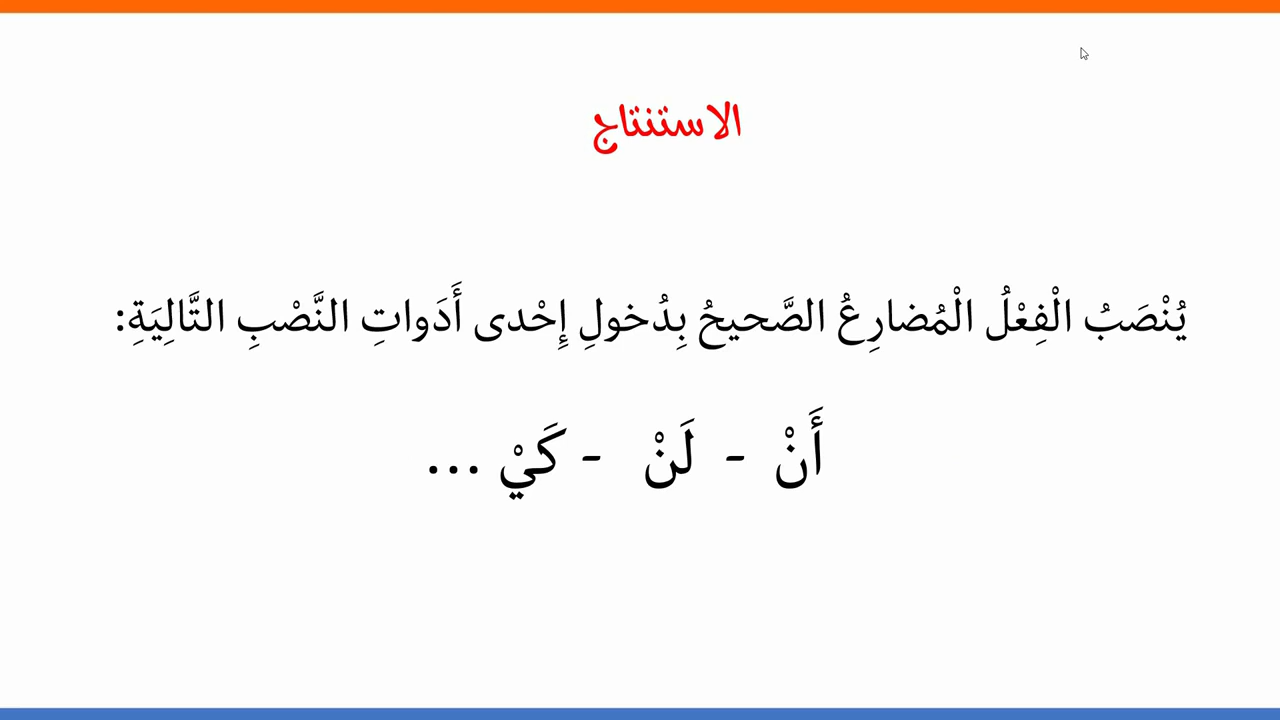 الاستنتاج
يُنْصَبُ الْفِعْلُ الْمُضارِعُ الصَّحيحُ بِدُخولِ إِحْدى أَدَواتِ النَّصْبِ التَّالِيَةِ:
أَنْ - لَنْ - كَيْ ...